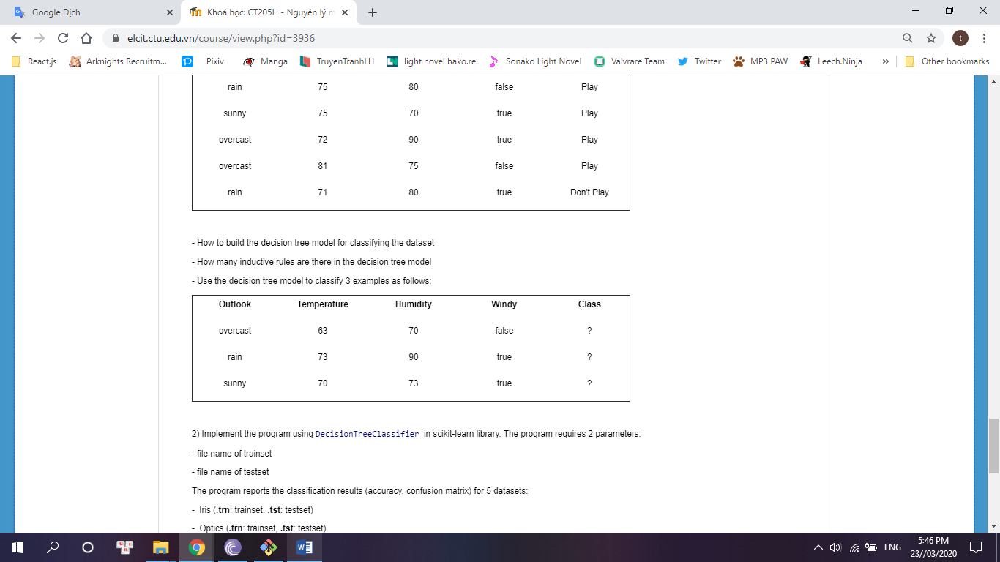 Google Dịch
Khoá học: CT205H - Nguyên lý m
elcit.ctu.edu.vn/course/view.php?id=3936
t
React.js Arknights Recruitm... Pixiv Manga TruyenTranhLH light novel hako.re Sonako Light Novel Valvrare Team Twitter MP3 PAW Leech.Ninja » Other bookmarks
rain 75 80 false Play
sunny 75 70 true Play
overcast 72 90 true Play
overcast 81 75 false Play
rain 71 80 true Don't Play
- How to build the decision tree model for classifying the dataset
- How many inductive rules are there in the decision tree model
- Use the decision tree model to classify 3 examples as follows:
Outlook Temperature Humidity Windy Class
overcast 63 70 false ?
rain 73 90 true ?
sunny 70 73 true ?
2) Implement the program using DecisionTreeClassifier in scikit-learn library. The program requires 2 parameters:
- file name of trainset
- file name of testset
The program reports the classification results (accuracy, confusion matrix) for 5 datasets:
- Iris (.trn: trainset, .tst: testset)
- Optics (.trn: trainset, .tst: testset)
ENG
5:46 PM
23//03/2020